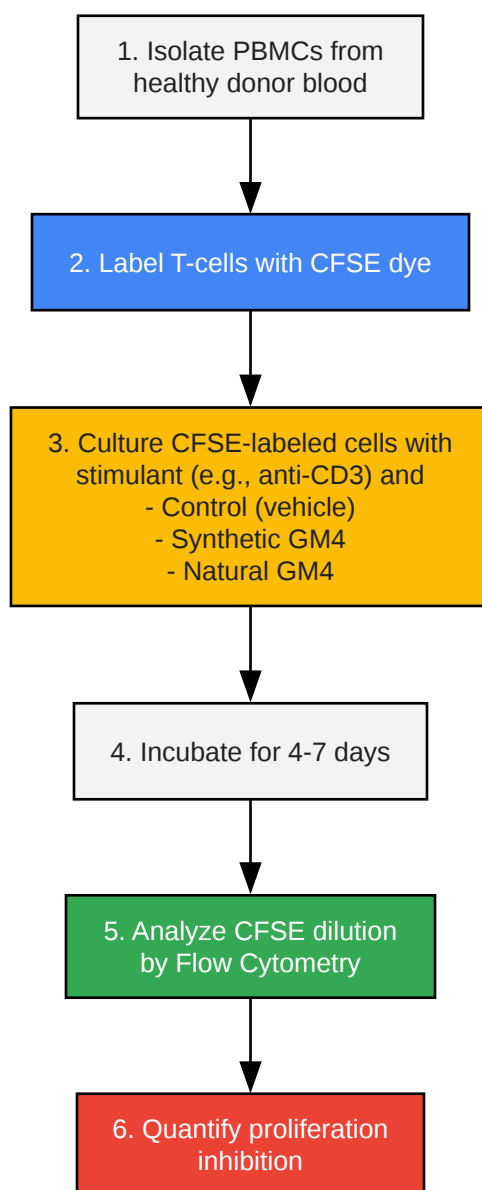 1. Isolate PBMCs from
healthy donor blood
2. Label T-cells with CFSE dye
3. Culture CFSE-labeled cells with
stimulant (e.g., anti-CD3) and
- Control (vehicle)
- Synthetic GM4
- Natural GM4
4. Incubate for 4-7 days
5. Analyze CFSE dilution
by Flow Cytometry
6. Quantify proliferation
inhibition